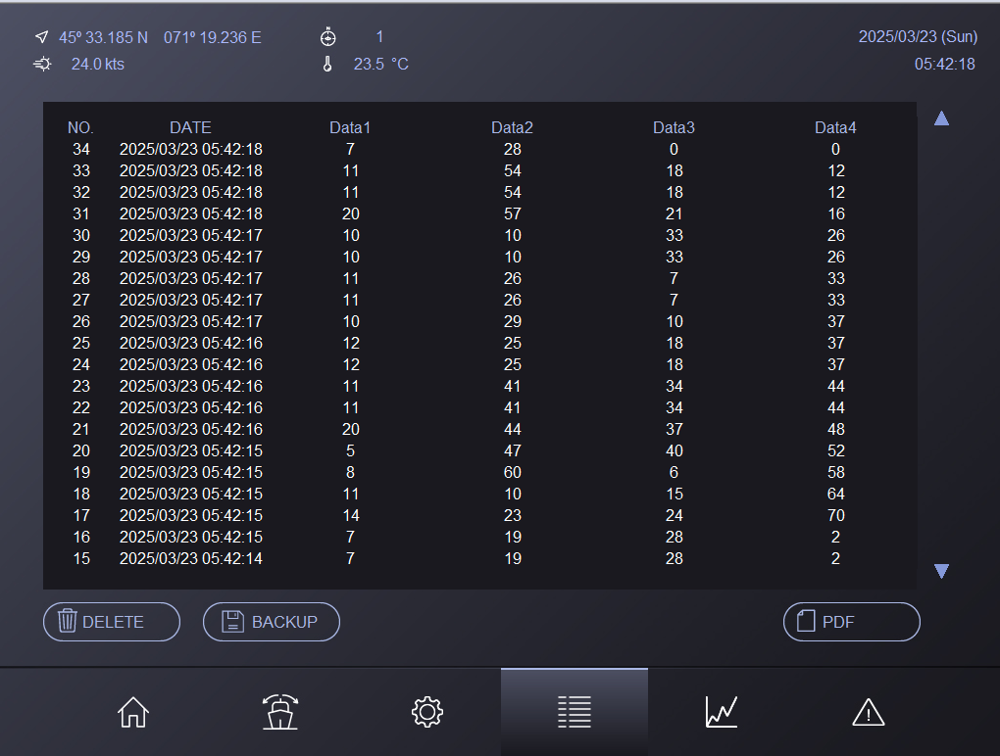 45º 33.185 N 071º 19.236 E 1 2025/03/23 (Sun)
24.0 kts 23.5 °C 05:42:18
NO. DATE Data1 Data2 Data3 Data4
34 2025/03/23 05:42:18 7 28 0 0
33 2025/03/23 05:42:18 11 54 18 12
32 2025/03/23 05:42:18 11 54 18 12
31 2025/03/23 05:42:18 20 57 21 16
30 2025/03/23 05:42:17 10 10 33 26
29 2025/03/23 05:42:17 10 10 33 26
28 2025/03/23 05:42:17 11 26 7 33
27 2025/03/23 05:42:17 11 26 7 33
26 2025/03/23 05:42:17 10 29 10 37
25 2025/03/23 05:42:16 12 25 18 37
24 2025/03/23 05:42:16 12 25 18 37
23 2025/03/23 05:42:16 11 41 34 44
22 2025/03/23 05:42:16 11 41 34 44
21 2025/03/23 05:42:16 20 44 37 48
20 2025/03/23 05:42:15 5 47 40 52
19 2025/03/23 05:42:15 8 60 6 58
18 2025/03/23 05:42:15 11 10 15 64
17 2025/03/23 05:42:15 14 23 24 70
16 2025/03/23 05:42:15 7 19 28 2
15 2025/03/23 05:42:14 7 19 28 2
DELETE BACKUP PDF